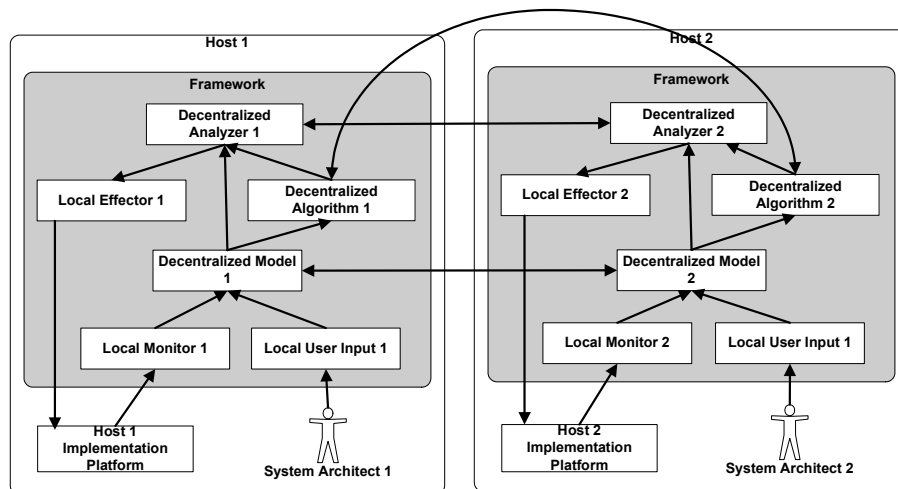 Host 1
Framework
Decentralized
Analyzer 1
Local Effector 1
Decentralized
Algorithm 1
Decentralized Model
1
Local Monitor 1
Local User Input 1
Host 1
Implementation
Platform
System Architect 1
Host 2
Framework
Decentralized
Analyzer 2
Local Effector 2
Decentralized
Algorithm 2
Decentralized Model
2
Local Monitor 2
Local User Input 1
Host 2
Implementation
Platform
System Architect 2